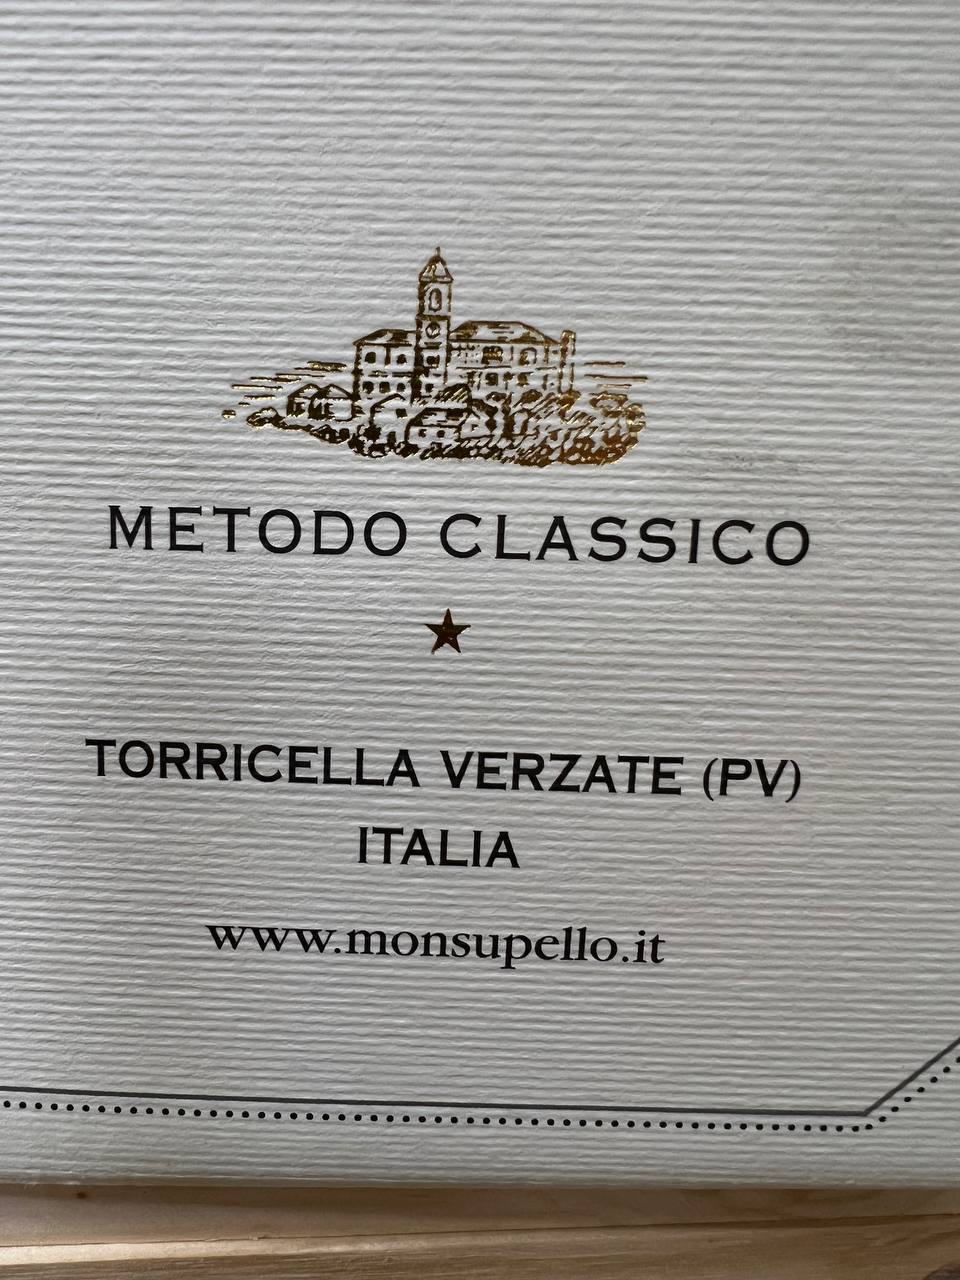 METODO CLASSICO
TORRICELLA VERZATE (PV)
ITALIA
www.monsupello.it